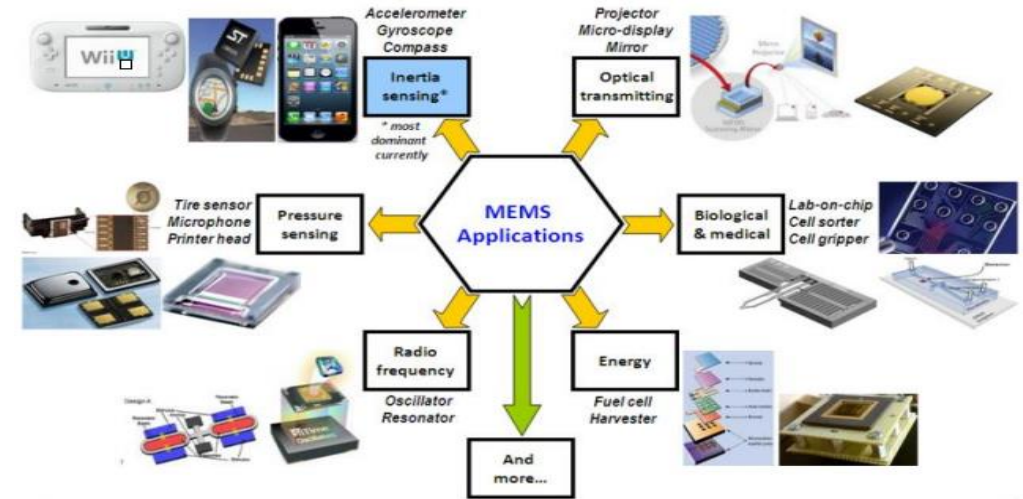 Accelerometer
Gyroscope
Compass
Inertia
sensing*
* most
dominant
currently
Projector
Micro-display
Mirror
Optical
transmitting
Wii U
ST
MEMS
Applications
Tire sensor
Microphone
Printer head
Pressure
sensing
Biological
& medical
Lab-on-chip
Cell sorter
Cell gripper
Radio
frequency
Oscillator
Resonator
Energy
Fuel cell
Harvester
And
more...
Design A